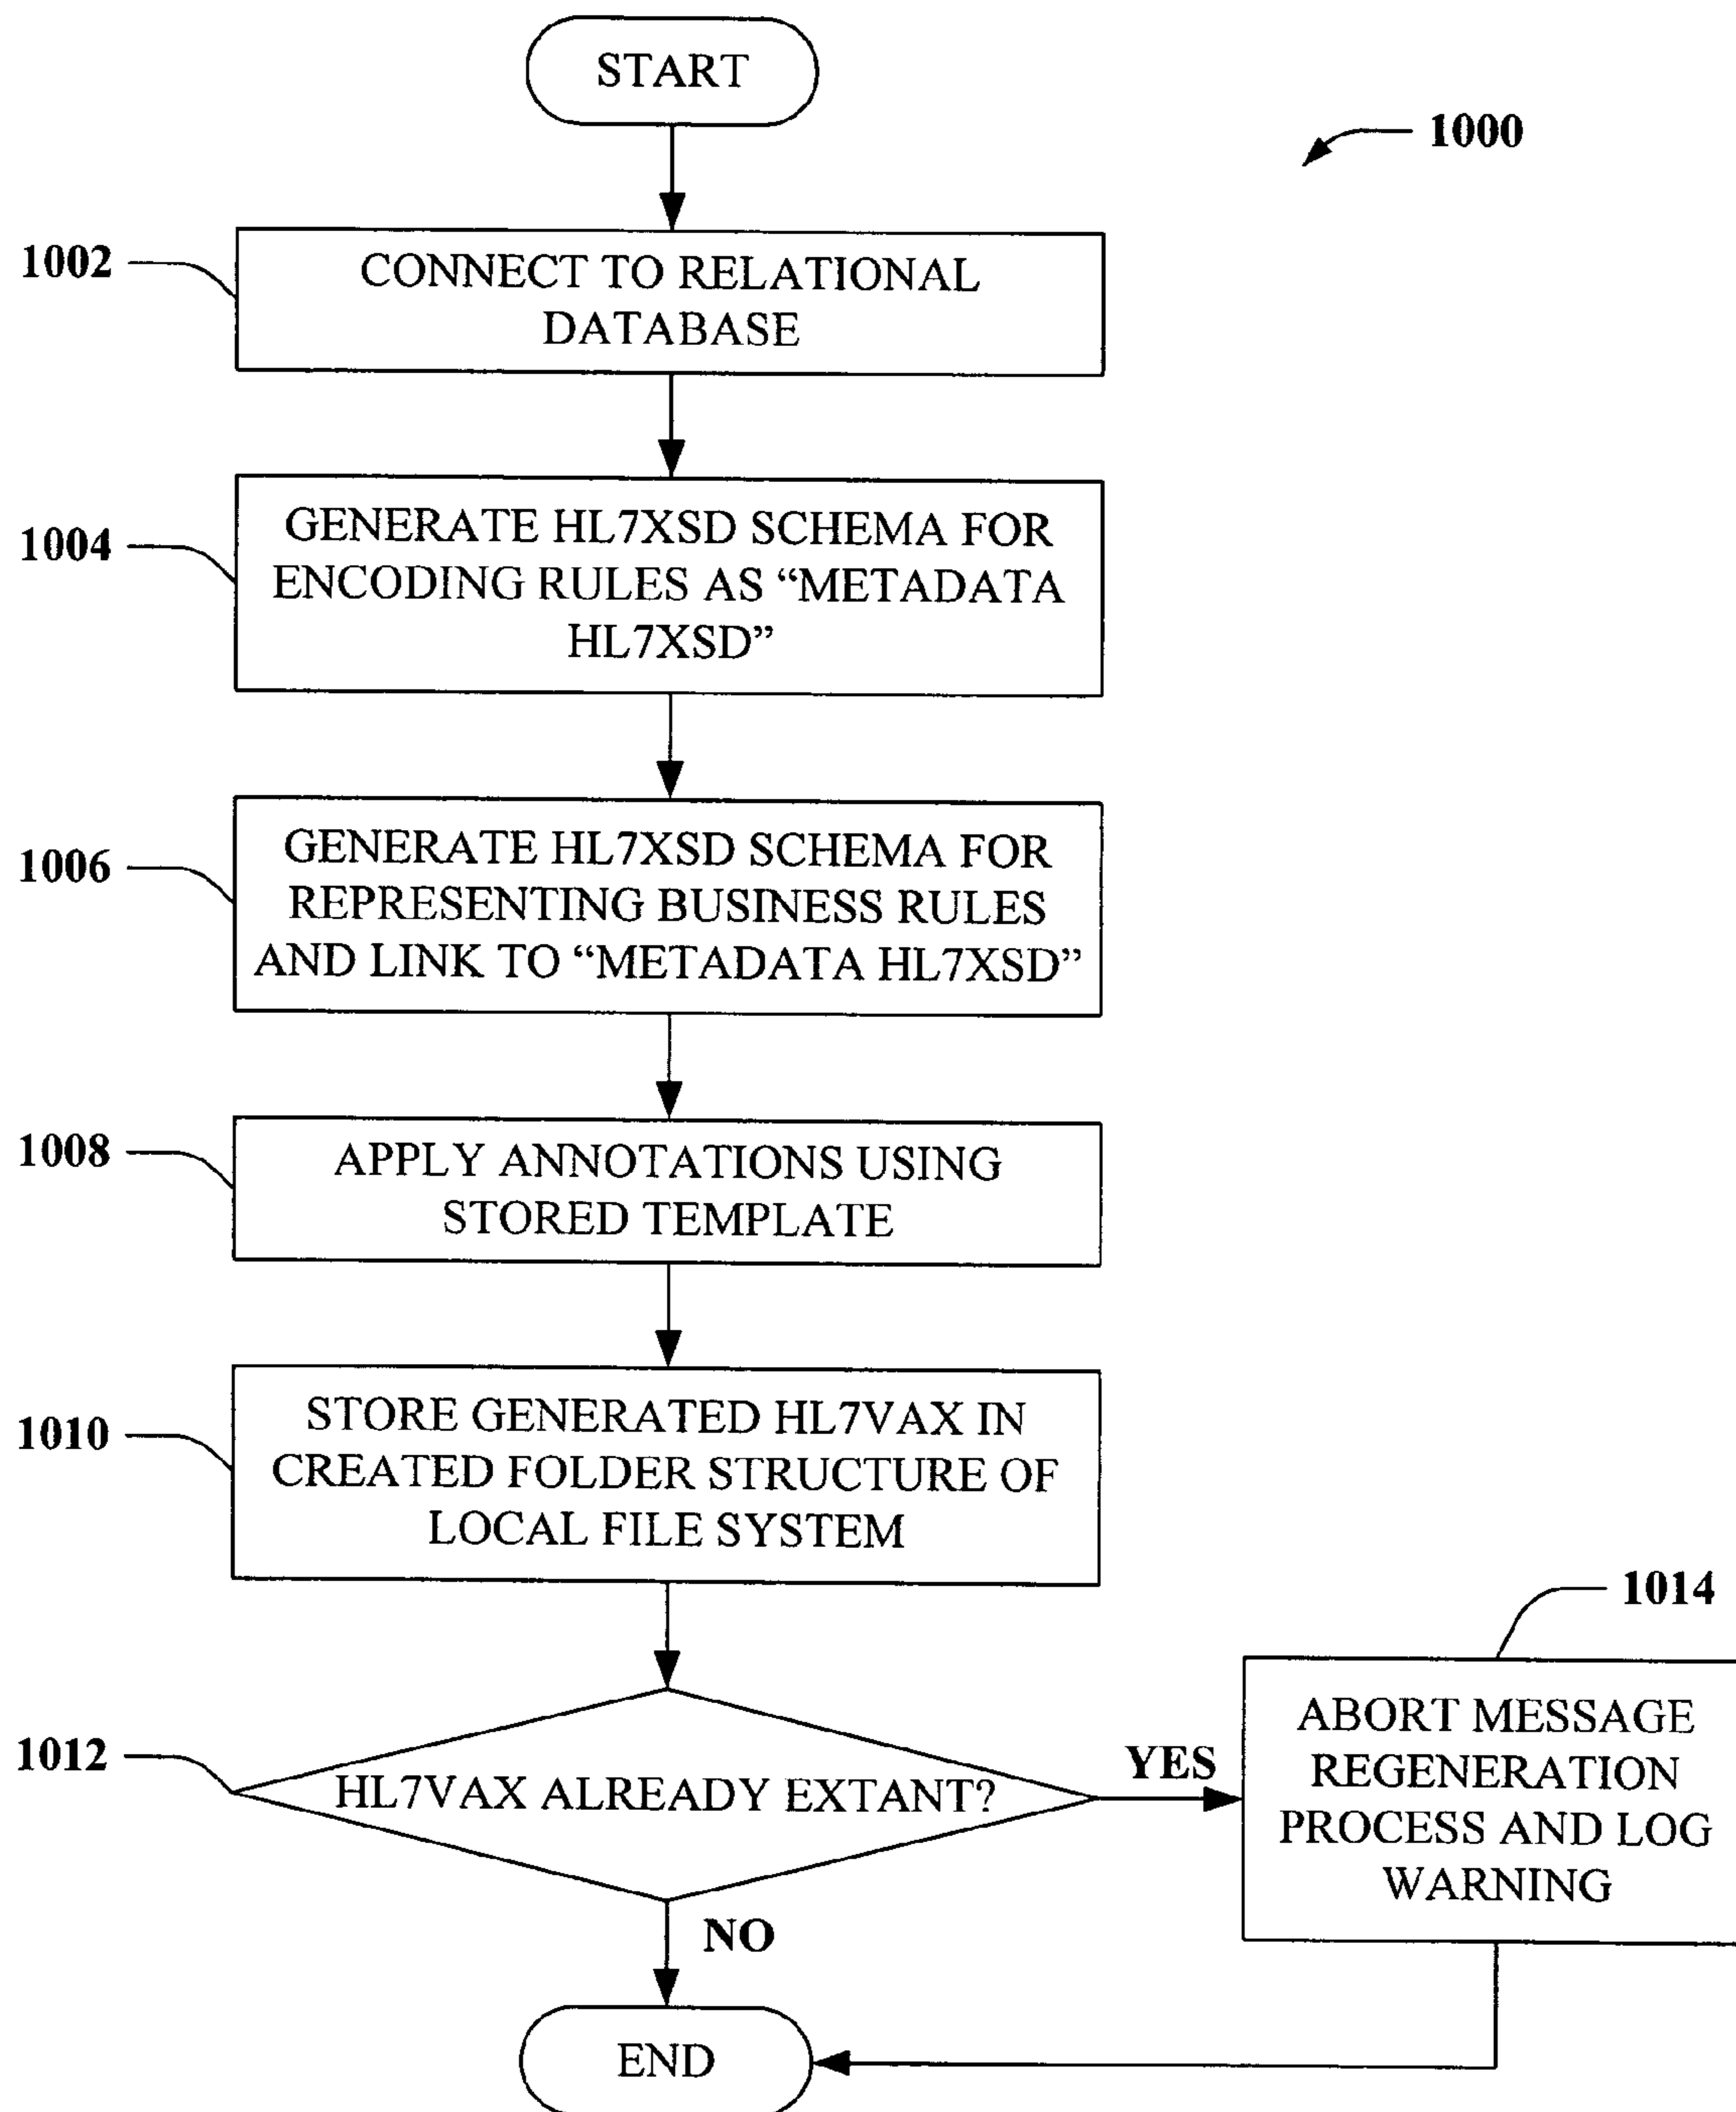 START
1000
1002
CONNECT TO RELATIONAL
DATABASE
1004
GENERATE HL7XSD SCHEMA FOR
ENCODING RULES AS “METADATA
HL7XSD”
1006
GENERATE HL7XSD SCHEMA FOR
REPRESENTING BUSINESS RULES
AND LINK TO “METADATA HL7XSD”
1008
APPLY ANNOTATIONS USING
STORED TEMPLATE
1010
STORE GENERATED HL7VAX IN
CREATED FOLDER STRUCTURE OF
LOCAL FILE SYSTEM
1012
HL7VAX ALREADY EXTANT?
YES
1014
ABORT MESSAGE
REGENERATION
PROCESS AND LOG
WARNING
NO
END